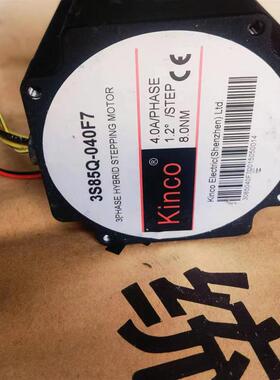 3S85Q-040F7
3PHASE HYBRID STEPPING MOTOR
Kinco®
4.0A/PHASE
1.2° /STEP
8.0NM
CE
Kinco Electric(Shenzhen) Ltd.